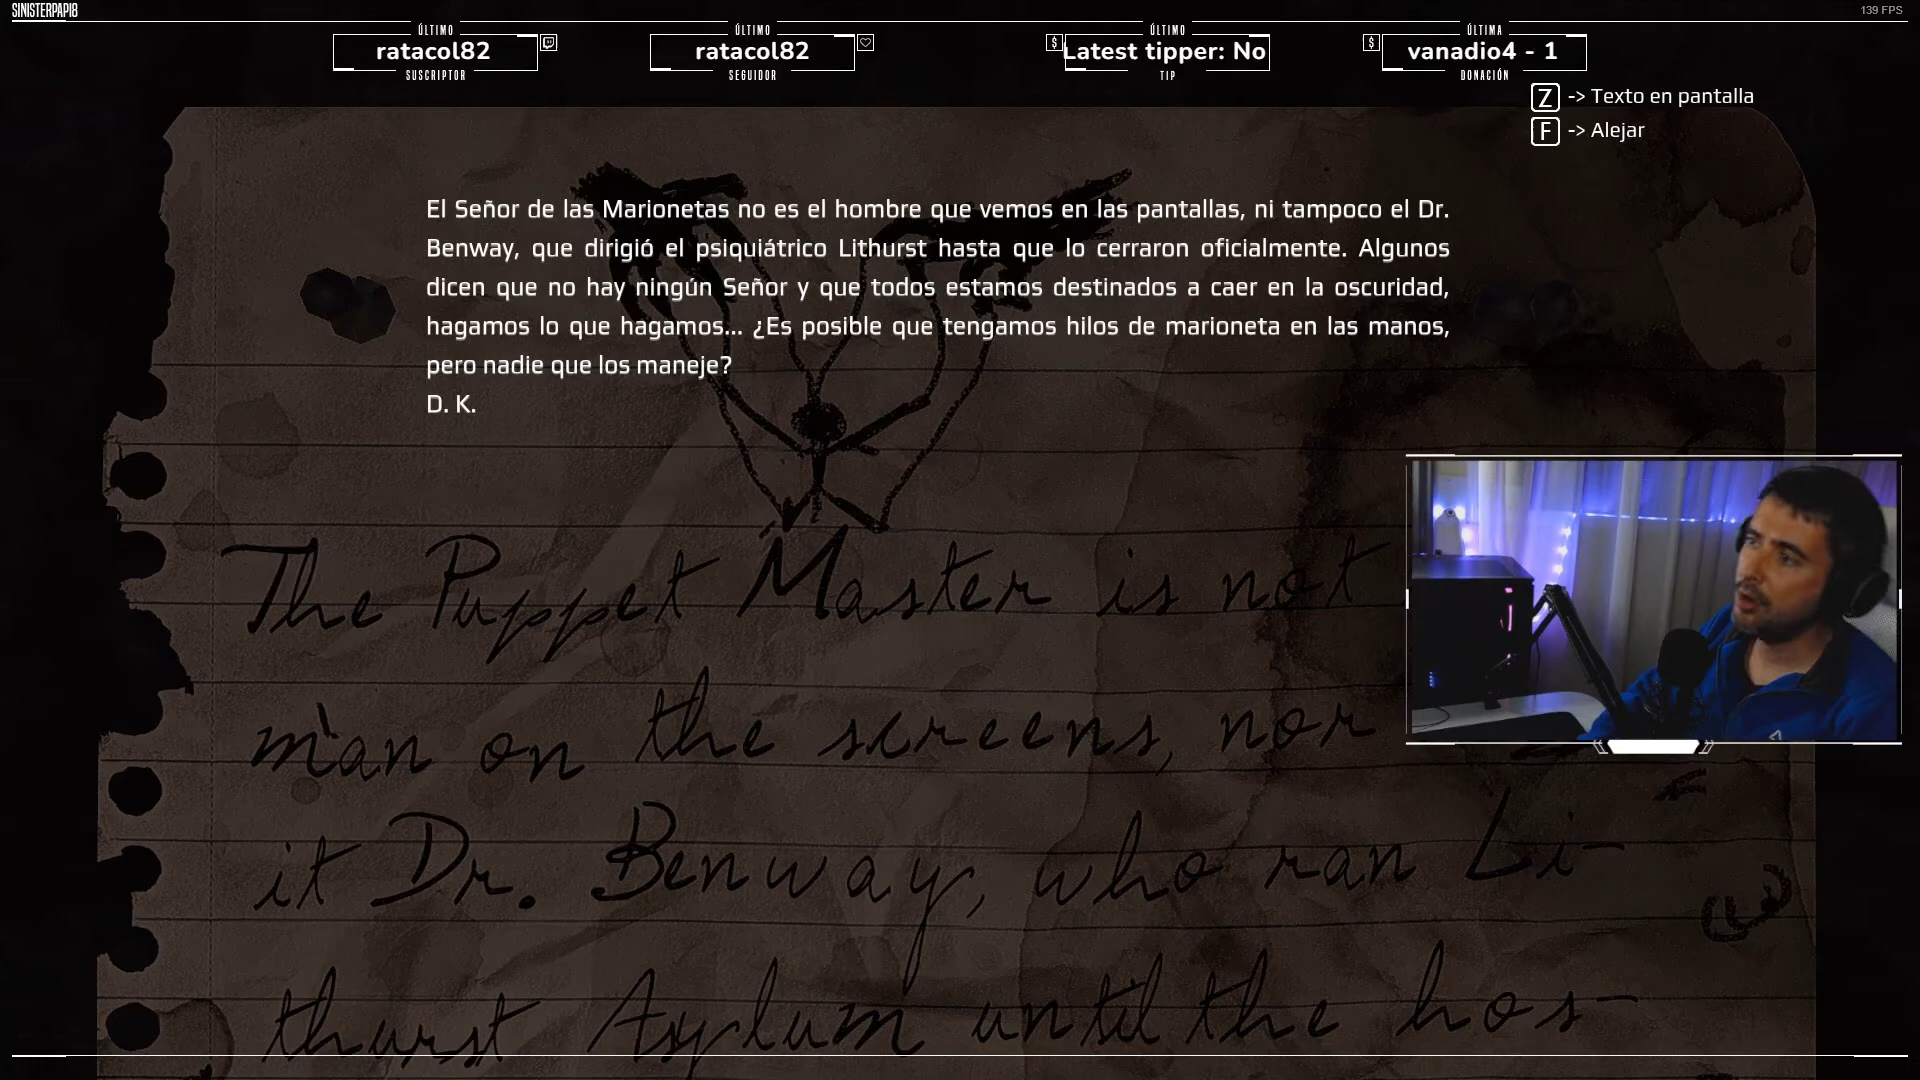 SINISTERPAPI8
139 FPS
ÚLTIMO
ratacol82
SUSCRIPTOR
ÚLTIMO
ratacol82
SEGUIDOR
ÚLTIMO
Latest tipper: No
TIP
ÚLTIMA
vanadio4 - 1
DONACIÓN
Z -> Texto en pantalla
F -> Alejar
El Señor de las Marionetas no es el hombre que vemos en las pantallas, ni tampoco el Dr.
Benway, que dirigió el psiquiátrico Lithurst hasta que lo cerraron oficialmente. Algunos
dicen que no hay ningún Señor y que todos estamos destinados a caer en la oscuridad,
hagamos lo que hagamos... ¿Es posible que tengamos hilos de marioneta en las manos,
pero nadie que los maneje?
D. K.
The Puppet Master is not
man on the screens, nor
it Dr. Benway, who ran Li-
thurst Asylum until the hos-